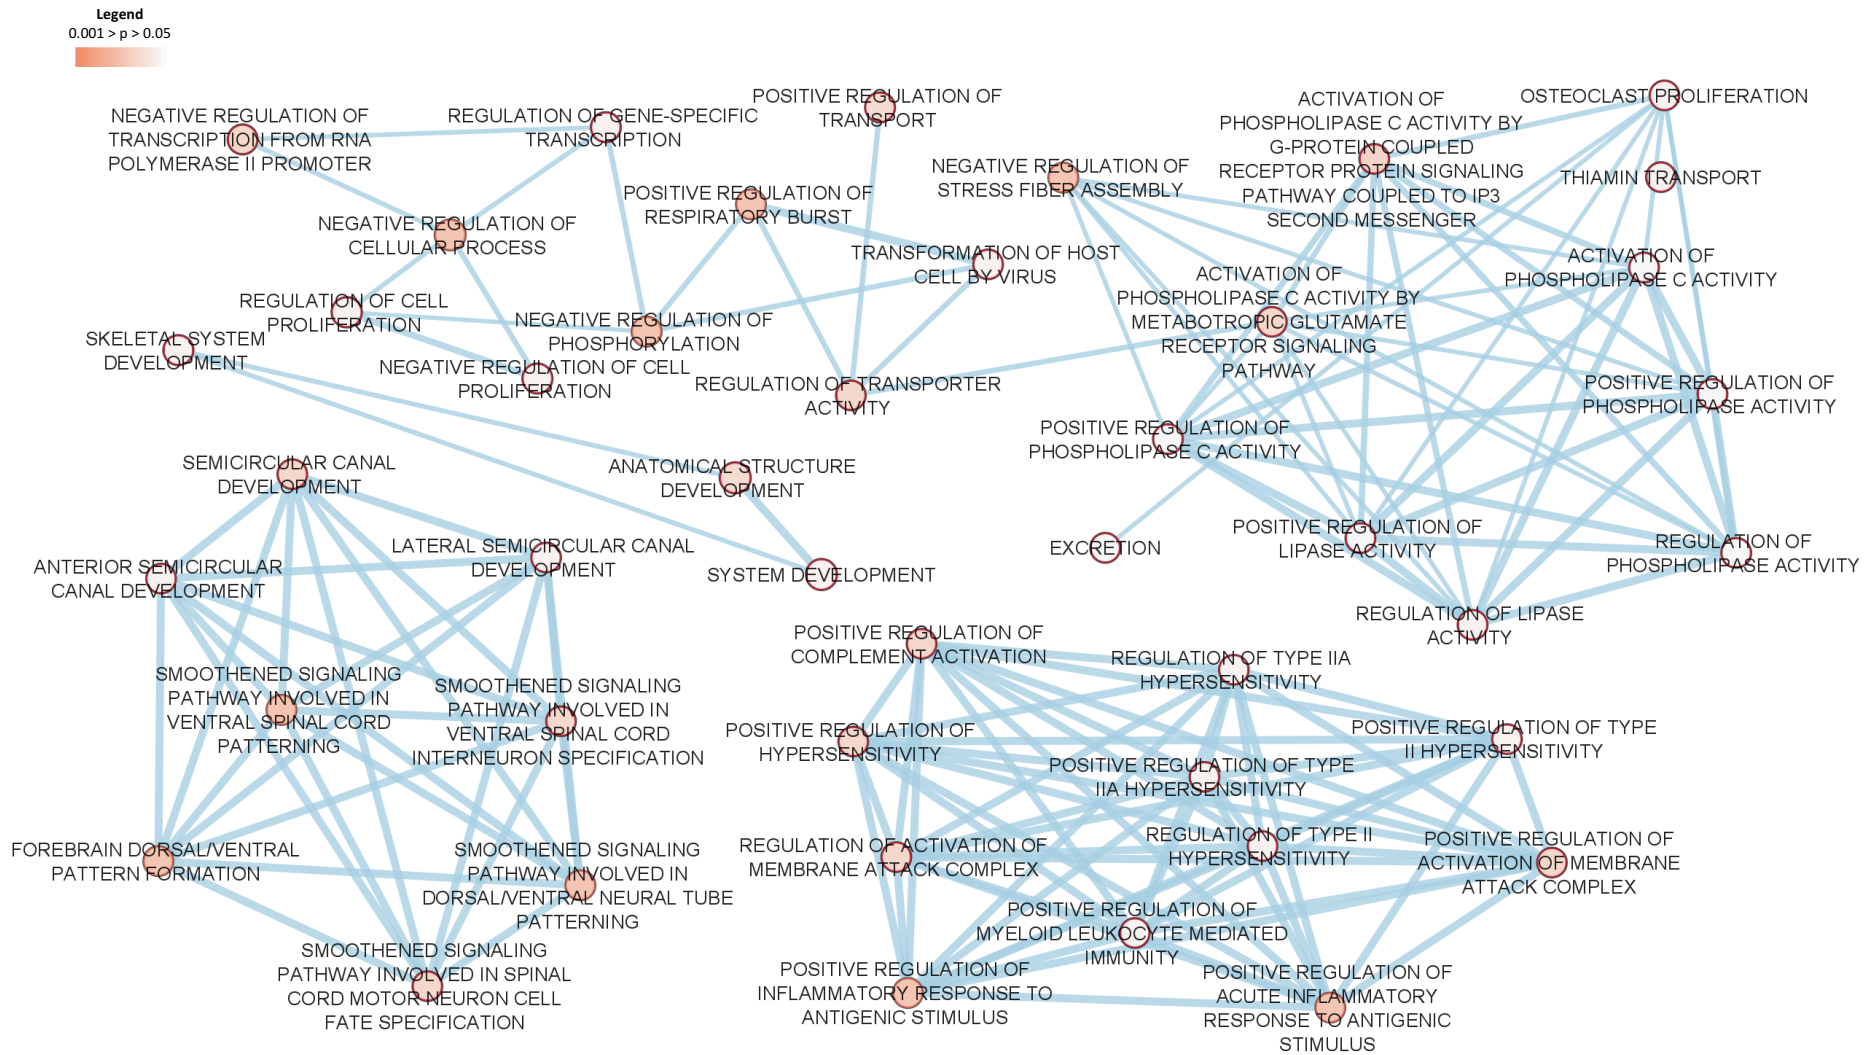 Legend
0.001 > p > 0.05
NEGATIVE REGULATION OF
TRANSCRIPTION FROM RNA
POLYMERASE II PROMOTER
REGULATION OF GENE-SPECIFIC
TRANSCRIPTION
POSITIVE REGULATION OF
TRANSPORT
NEGATIVE REGULATION OF
STRESS FIBER ASSEMBLY
ACTIVATION OF
PHOSPHOLIPASE C ACTIVITY BY
G-PROTEIN COUPLED
RECEPTOR PROTEIN SIGNALING
PATHWAY COUPLED TO IP3
SECOND MESSENGER
OSTEOCLAST PROLIFERATION
THIAMIN TRANSPORT
POSITIVE REGULATION OF
RESPIRATORY BURST
NEGATIVE REGULATION OF
CELLULAR PROCESS
TRANSFORMATION OF HOST
CELL BY VIRUS
ACTIVATION OF
PHOSPHOLIPASE C ACTIVITY
ACTIVATION OF
PHOSPHOLIPASE C ACTIVITY BY
METABOTROPIC GLUTAMATE
RECEPTOR SIGNALING
PATHWAY
REGULATION OF CELL
PROLIFERATION
NEGATIVE REGULATION OF
PHOSPHORYLATION
SKELETAL SYSTEM
DEVELOPMENT
NEGATIVE REGULATION OF CELL
PROLIFERATION
REGULATION OF TRANSPORTER
ACTIVITY
POSITIVE REGULATION OF
PHOSPHOLIPASE ACTIVITY
POSITIVE REGULATION OF
PHOSPHOLIPASE C ACTIVITY
SEMICIRCULAR CANAL
DEVELOPMENT
ANATOMICAL STRUCTURE
DEVELOPMENT
POSITIVE REGULATION OF
LIPASE ACTIVITY
REGULATION OF
PHOSPHOLIPASE ACTIVITY
EXCRETION
LATERAL SEMICIRCULAR CANAL
DEVELOPMENT
ANTERIOR SEMICIRCULAR
CANAL DEVELOPMENT
SYSTEM DEVELOPMENT
REGULATION OF LIPASE
ACTIVITY
POSITIVE REGULATION OF
COMPLEMENT ACTIVATION
REGULATION OF TYPE IIA
HYPERSENSITIVITY
SMOOTHENED SIGNALING
PATHWAY INVOLVED IN
VENTRAL SPINAL CORD
PATTERNING
SMOOTHENED SIGNALING
PATHWAY INVOLVED IN
VENTRAL SPINAL CORD
INTERNEURON SPECIFICATION
POSITIVE REGULATION OF
HYPERSENSITIVITY
POSITIVE REGULATION OF TYPE
II HYPERSENSITIVITY
POSITIVE REGULATION OF TYPE
IIA HYPERSENSITIVITY
REGULATION OF ACTIVATION OF
MEMBRANE ATTACK COMPLEX
REGULATION OF TYPE II
HYPERSENSITIVITY
POSITIVE REGULATION OF
ACTIVATION OF MEMBRANE
ATTACK COMPLEX
FOREBRAIN DORSAL/VENTRAL
PATTERN FORMATION
SMOOTHENED SIGNALING
PATHWAY INVOLVED IN
DORSAL/VENTRAL NEURAL TUBE
PATTERNING
POSITIVE REGULATION OF
MYELOID LEUKOCYTE MEDIATED
IMMUNITY
SMOOTHENED SIGNALING
PATHWAY INVOLVED IN SPINAL
CORD MOTOR NEURON CELL
FATE SPECIFICATION
POSITIVE REGULATION OF
INFLAMMATORY RESPONSE TO
ANTIGENIC STIMULUS
POSITIVE REGULATION OF
ACUTE INFLAMMATORY
RESPONSE TO ANTIGENIC
STIMULUS